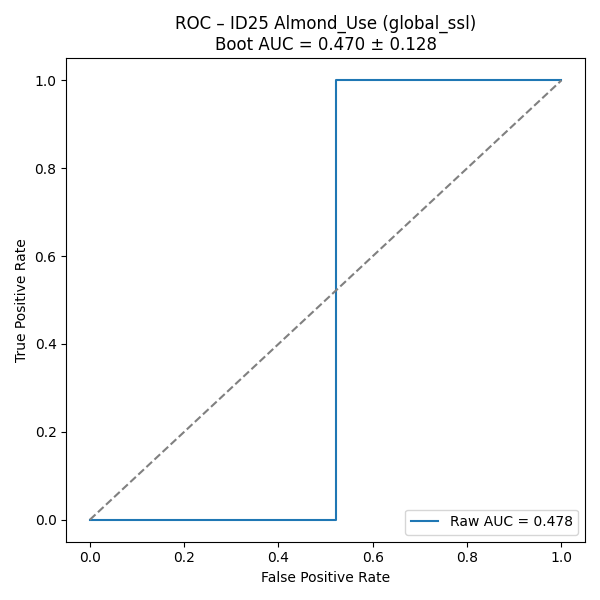 ROC – ID25 Almond_Use (global_ssl)
Boot AUC = 0.470 ± 0.128
1.0
0.8
0.6
0.4
0.2
0.0
True Positive Rate
Raw AUC = 0.478
0.0 0.2 0.4 0.6 0.8 1.0
False Positive Rate